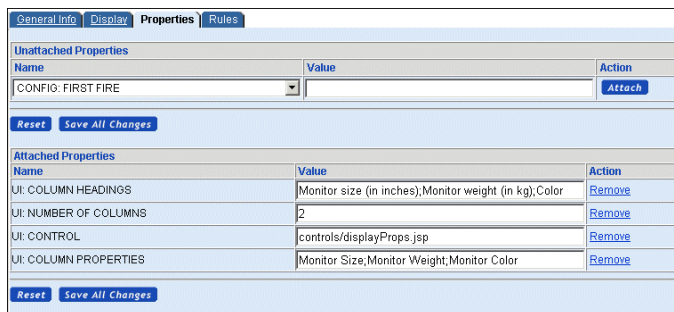 General Info Display Properties Rules
Unattached Properties
Name Value Action
CONFIG: FIRST FIRE Attach
Reset Save All Changes
Attached Properties
Name Value Action
UI: COLUMN HEADINGS Monitor size (in inches);Monitor weight (in kg);Color Remove
UI: NUMBER OF COLUMNS 2 Remove
UI: CONTROL controls/displayProps.jsp Remove
UI: COLUMN PROPERTIES Monitor Size;Monitor Weight;Monitor Color Remove
Reset Save All Changes